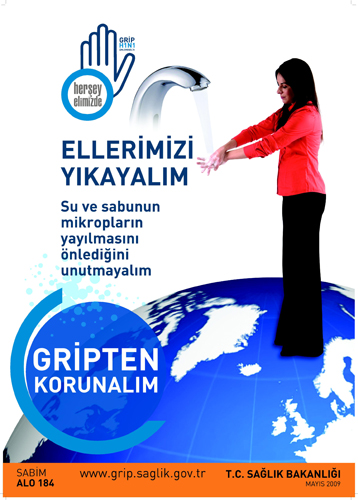 GRİP
H1N1
herşey
elimizde
ELLERİMİZİ
YIKAYALIM
Su ve sabunun
mikropların
yayılmasını
önlediğini
unutmayalım
GRİPTEN
KORUNALIM
SABİM
ALO 184
www.grip.saglik.gov.tr
T.C. SAĞLIK BAKANLIĞI
MAYIS 2009